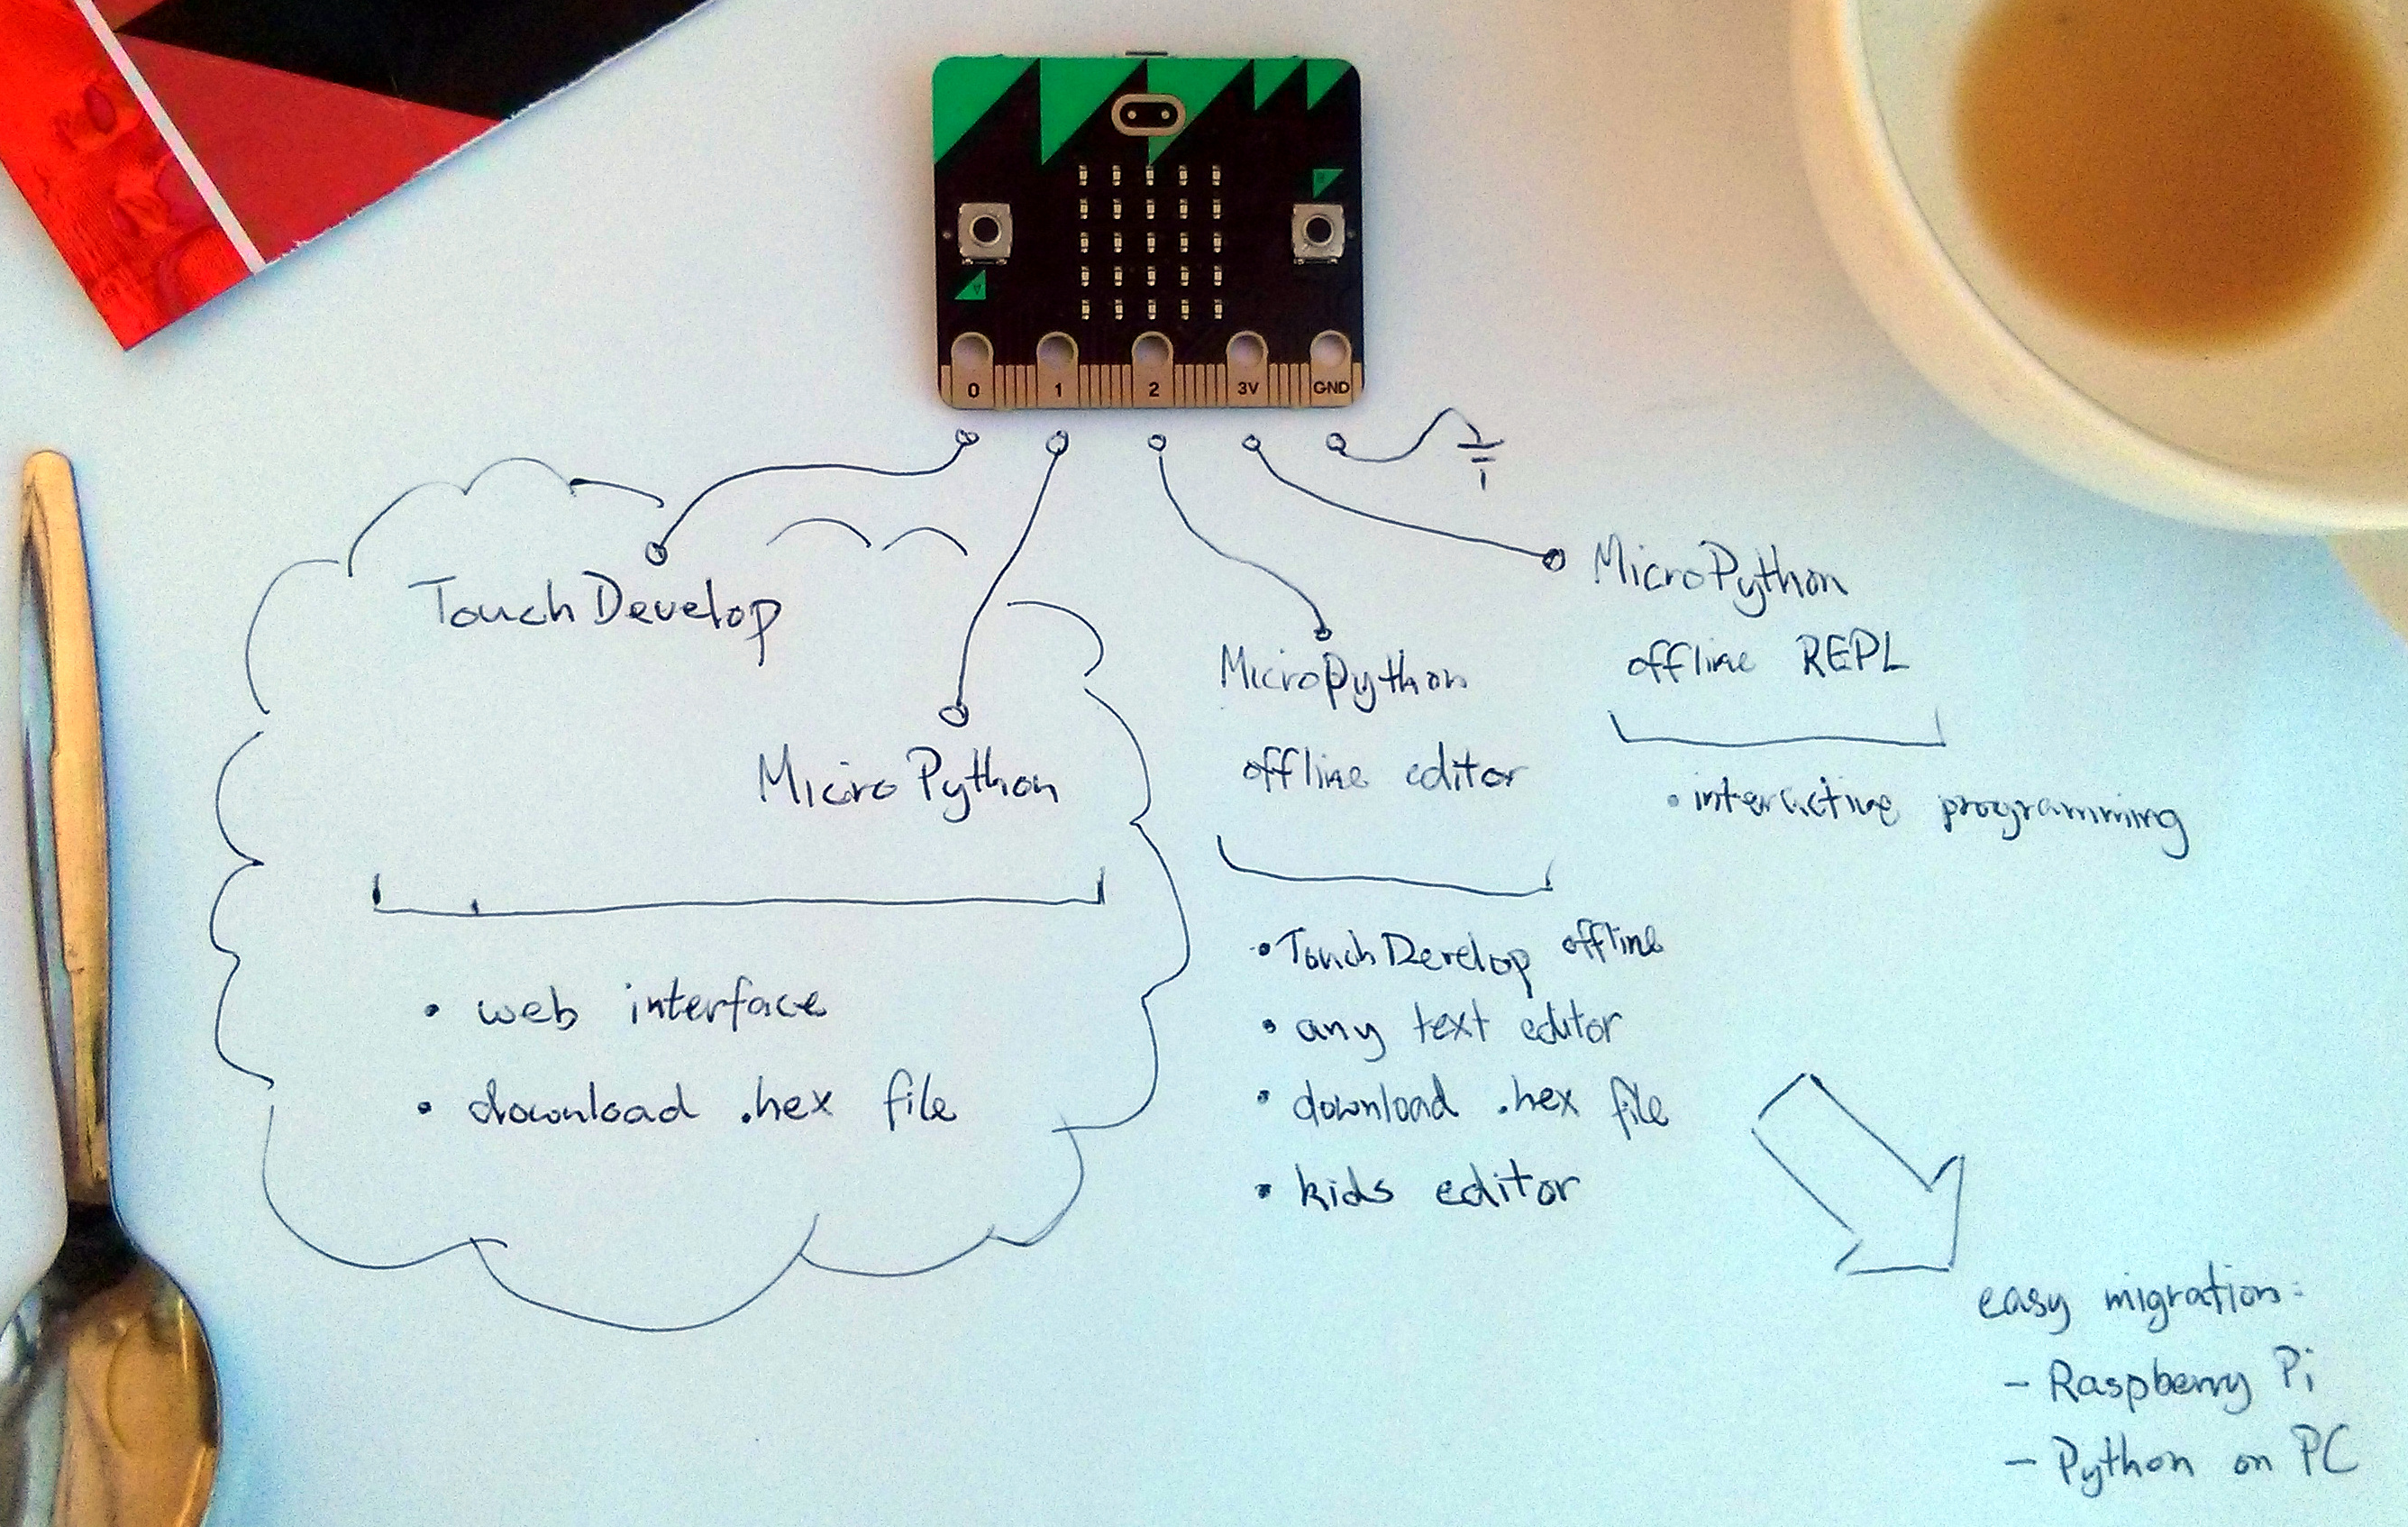 B
A
0 1 2 3V GND
TouchDevelop
MicroPython
• web interface
• download .hex file
MicroPython
offline editor
• TouchDevelop offline
• any text editor
• download .hex file
• kids editor
MicroPython
offline REPL
• interactive programming
easy migration:
- Raspberry Pi
- Python on PC